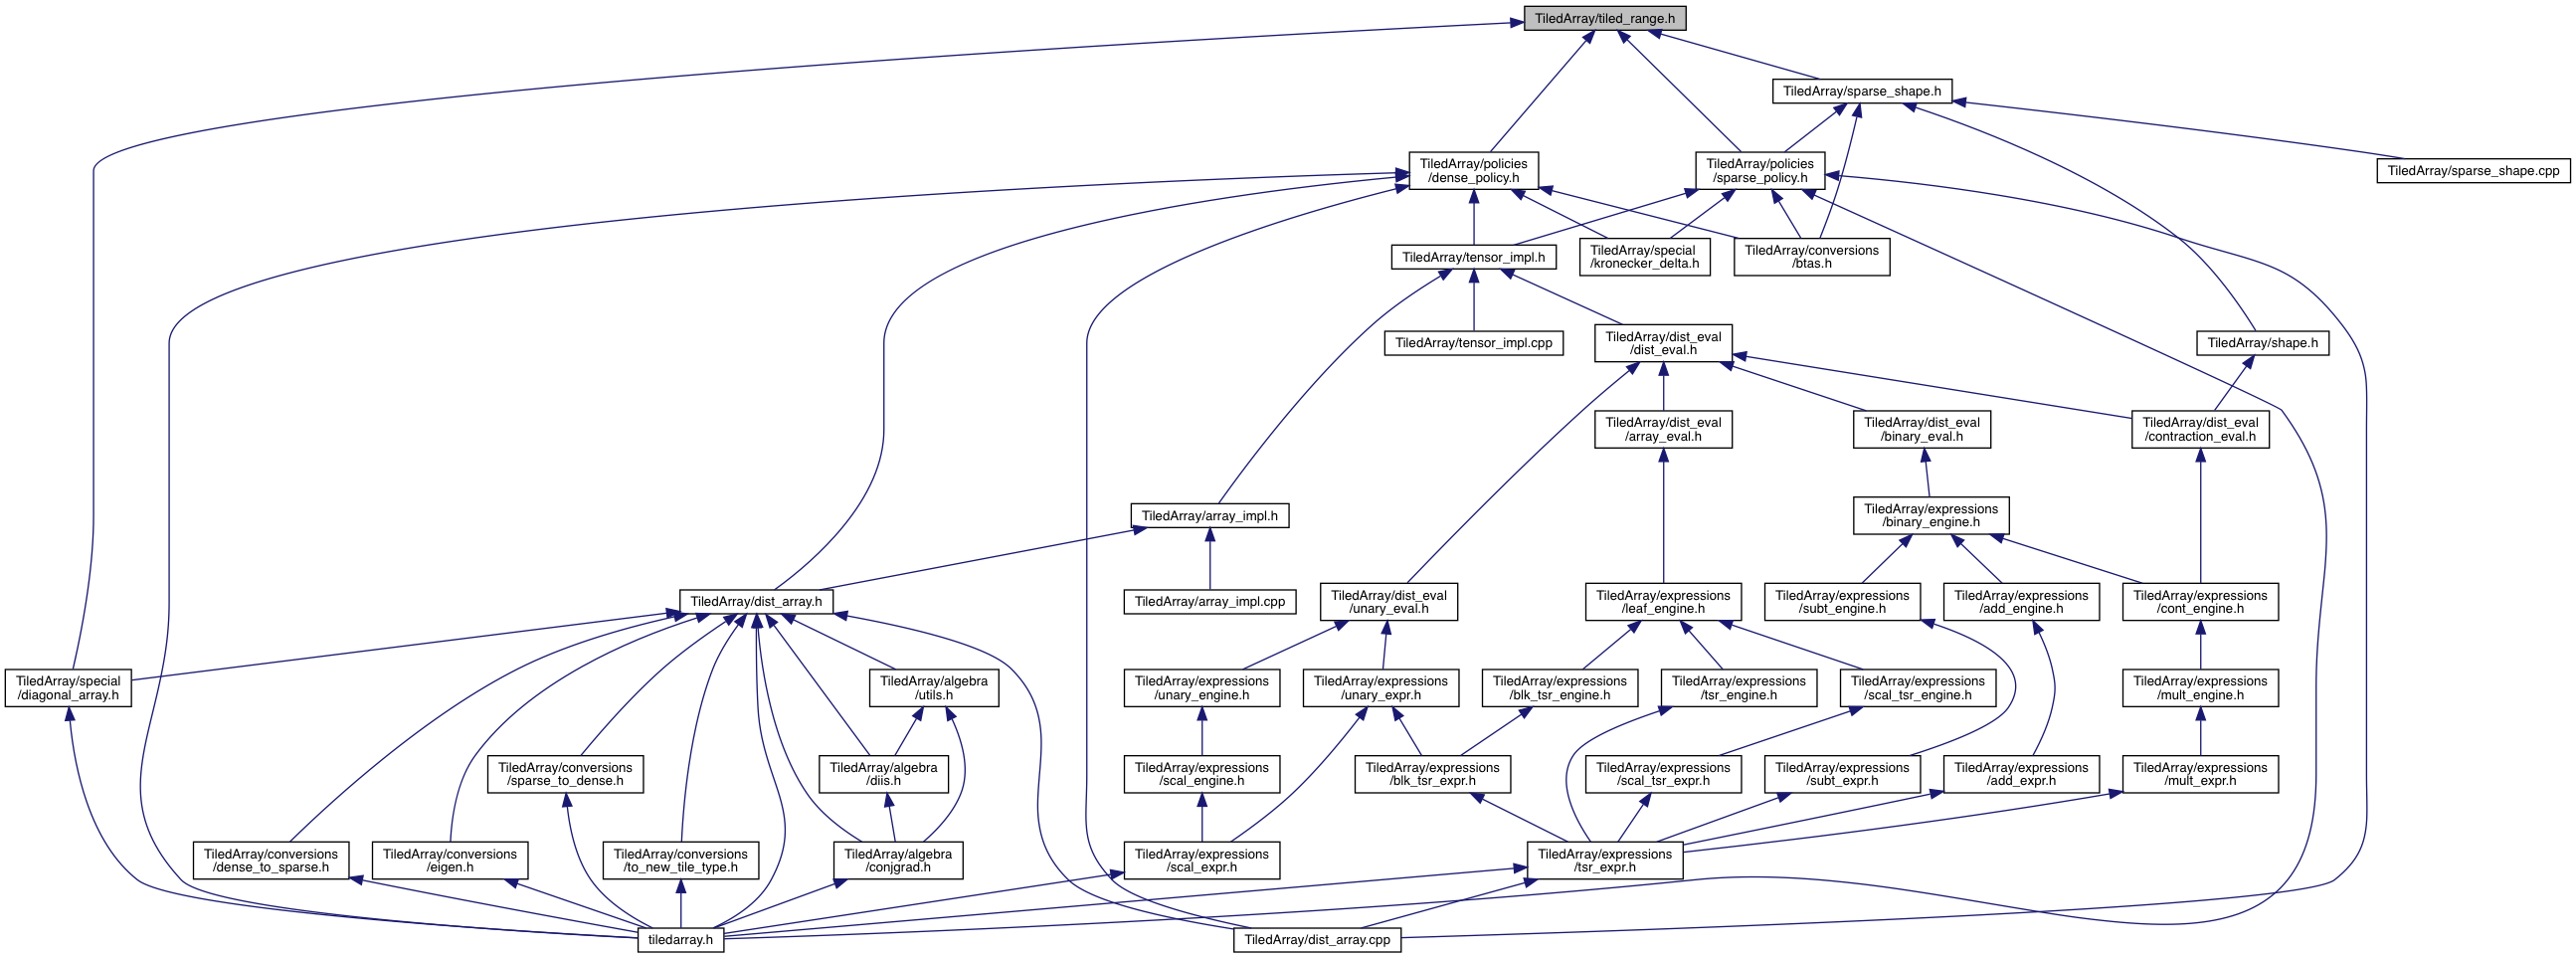 TiledArray/tiled_range.h
TiledArray/sparse_shape.h
TiledArray/policies
/dense_policy.h
TiledArray/policies
/sparse_policy.h
TiledArray/sparse_shape.cpp
TiledArray/tensor_impl.h
TiledArray/special
/kronecker_delta.h
TiledArray/conversions
/btas.h
TiledArray/tensor_impl.cpp
TiledArray/dist_eval
/dist_eval.h
TiledArray/shape.h
TiledArray/dist_eval
/array_eval.h
TiledArray/dist_eval
/binary_eval.h
TiledArray/dist_eval
/contraction_eval.h
TiledArray/array_impl.h
TiledArray/expressions
/binary_engine.h
TiledArray/dist_array.h
TiledArray/array_impl.cpp
TiledArray/dist_eval
/unary_eval.h
TiledArray/expressions
/leaf_engine.h
TiledArray/expressions
/subt_engine.h
TiledArray/expressions
/add_engine.h
TiledArray/expressions
/cont_engine.h
TiledArray/special
/diagonal_array.h
TiledArray/algebra
/utils.h
TiledArray/expressions
/unary_engine.h
TiledArray/expressions
/unary_expr.h
TiledArray/expressions
/blk_tsr_engine.h
TiledArray/expressions
/tsr_engine.h
TiledArray/expressions
/scal_tsr_engine.h
TiledArray/expressions
/mult_engine.h
TiledArray/conversions
/sparse_to_dense.h
TiledArray/algebra
/diis.h
TiledArray/expressions
/scal_engine.h
TiledArray/expressions
/blk_tsr_expr.h
TiledArray/expressions
/scal_tsr_expr.h
TiledArray/expressions
/subt_expr.h
TiledArray/expressions
/add_expr.h
TiledArray/expressions
/mult_expr.h
TiledArray/conversions
/dense_to_sparse.h
TiledArray/conversions
/eigen.h
TiledArray/conversions
/to_new_tile_type.h
TiledArray/algebra
/conjgrad.h
TiledArray/expressions
/scal_expr.h
TiledArray/expressions
/tsr_expr.h
tiledarray.h
TiledArray/dist_array.cpp